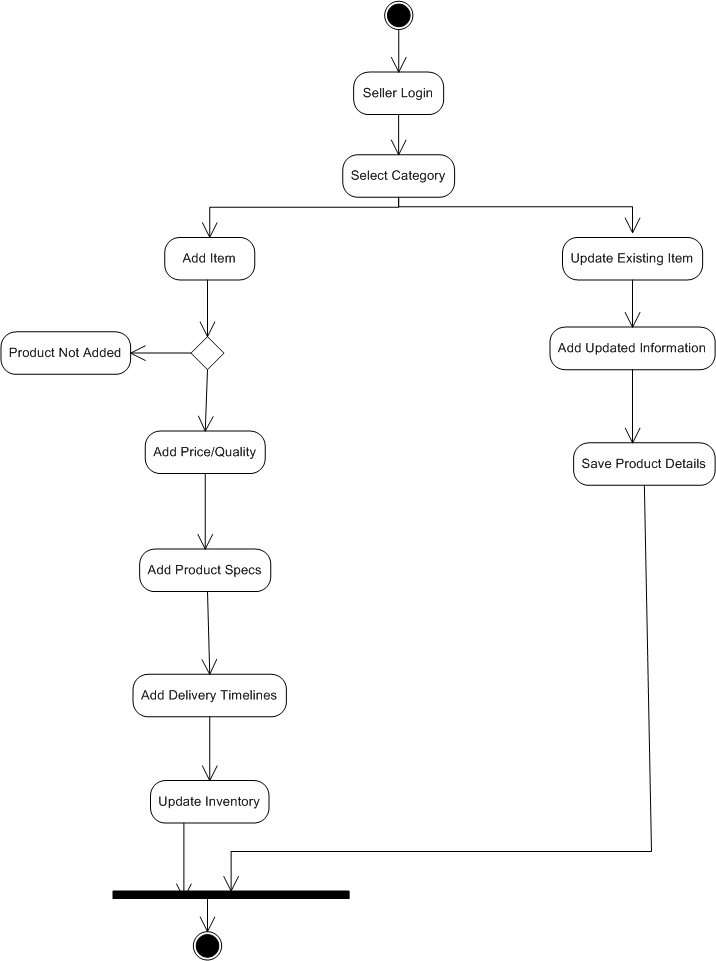 Seller Login
Select Category
Add Item
Update Existing Item
Product Not Added
Add Updated Information
Add Price/Quality
Save Product Details
Add Product Specs
Add Delivery Timelines
Update Inventory